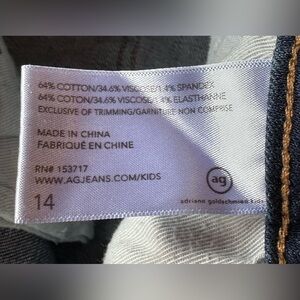 64% COTTON/34.6% VISCOSE/1.4% SPANDEX
64% COTON/34.6% VISCOSE/1.4% ELASTHANNE
EXCLUSIVE OF TRIMMING/GARNITURE NON COMPRISE
MADE IN CHINA
FABRIQUÉ EN CHINE
RN# 153717
WWW.AGJEANS.COM/KIDS
ag
14
adriano goldschmied kids